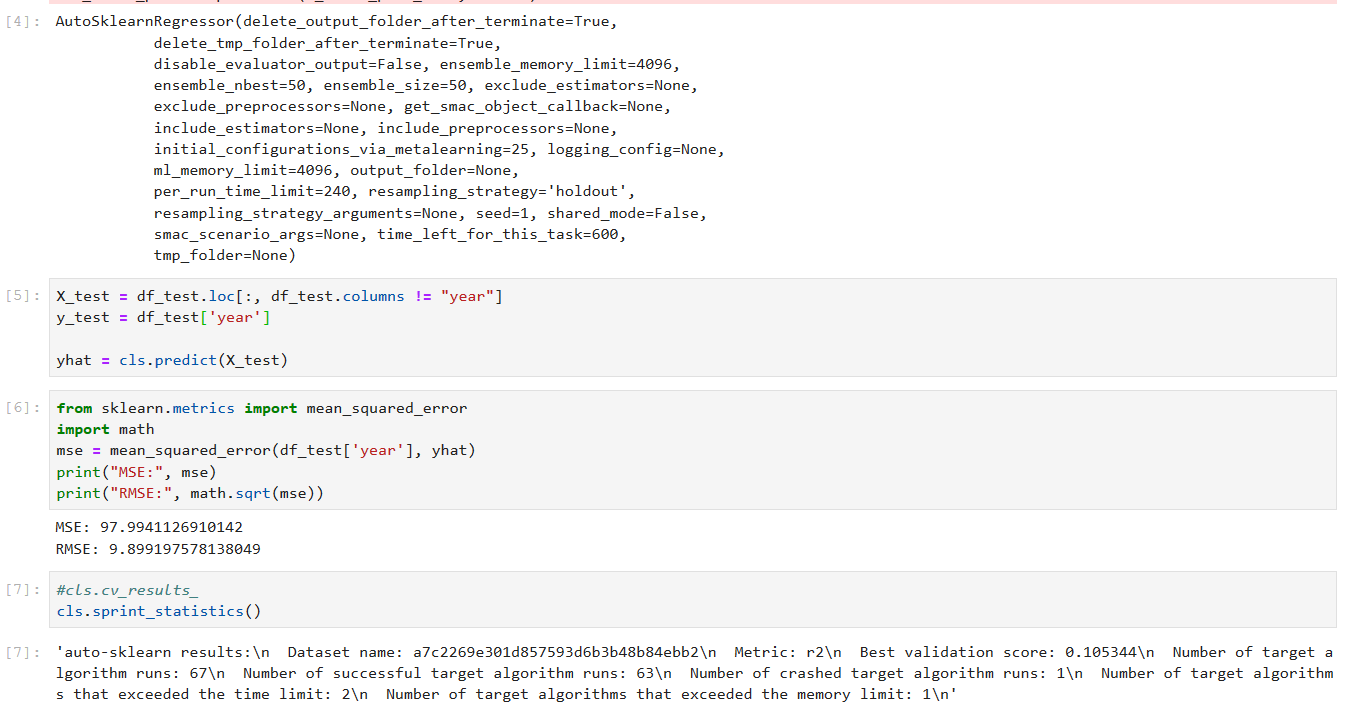 [4]: AutoSklearnRegressor(delete_output_folder_after_terminate=True,
delete_tmp_folder_after_terminate=True,
disable_evaluator_output=False, ensemble_memory_limit=4096,
ensemble_nbest=50, ensemble_size=50, exclude_estimators=None,
exclude_preprocessors=None, get_smac_object_callback=None,
include_estimators=None, include_preprocessors=None,
initial_configurations_via_metalearning=25, logging_config=None,
ml_memory_limit=4096, output_folder=None,
per_run_time_limit=240, resampling_strategy='holdout',
resampling_strategy_arguments=None, seed=1, shared_mode=False,
smac_scenario_args=None, time_left_for_this_task=600,
tmp_folder=None)
[5]: X_test = df_test.loc[:, df_test.columns != "year"]
y_test = df_test['year']
yhat = cls.predict(X_test)
[6]: from sklearn.metrics import mean_squared_error
import math
mse = mean_squared_error(df_test['year'], yhat)
print("MSE:", mse)
print("RMSE:", math.sqrt(mse))
MSE: 97.9941126910142
RMSE: 9.899197578138049
[7]: #cls.cv_results_
cls.sprint_statistics()
[7]: 'auto-sklearn results:\n  Dataset name: a7c2269e301d857593d6b3b48b84ebb2\n  Metric: r2\n  Best validation score: 0.105344\n  Number of target a
lgorithm runs: 67\n  Number of successful target algorithm runs: 63\n  Number of crashed target algorithm runs: 1\n  Number of target algorithm
s that exceeded the time limit: 2\n  Number of target algorithms that exceeded the memory limit: 1\n'